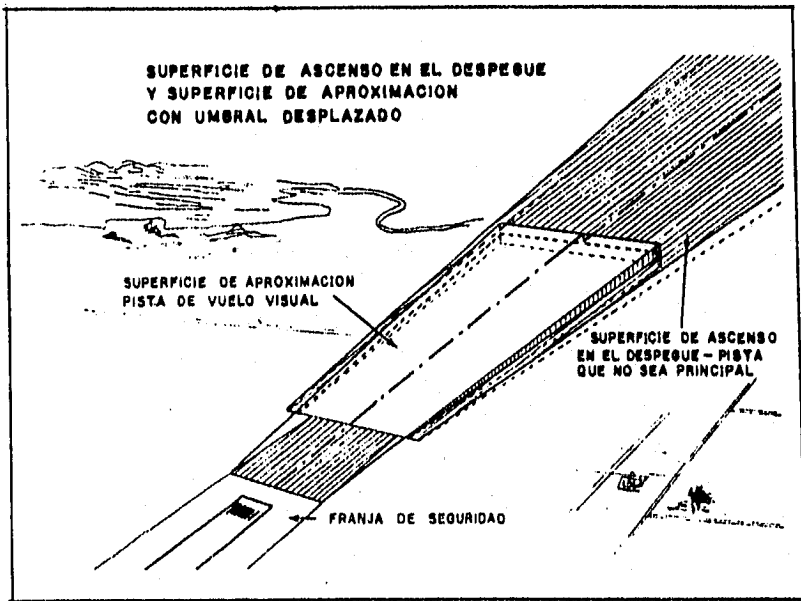 SUPERFICIE DE ASCENSO EN EL DESPEGUE
Y SUPERFICIE DE APROXIMACION
CON UMBRAL DESPLAZADO
SUPERFICIE DE APROXIMACION
PISTA DE VUELO VISUAL
SUPERFICIE DE ASCENSO
EN EL DESPEGUE - PISTA
QUE NO SEA PRINCIPAL
FRANJA DE SEGURIDAD